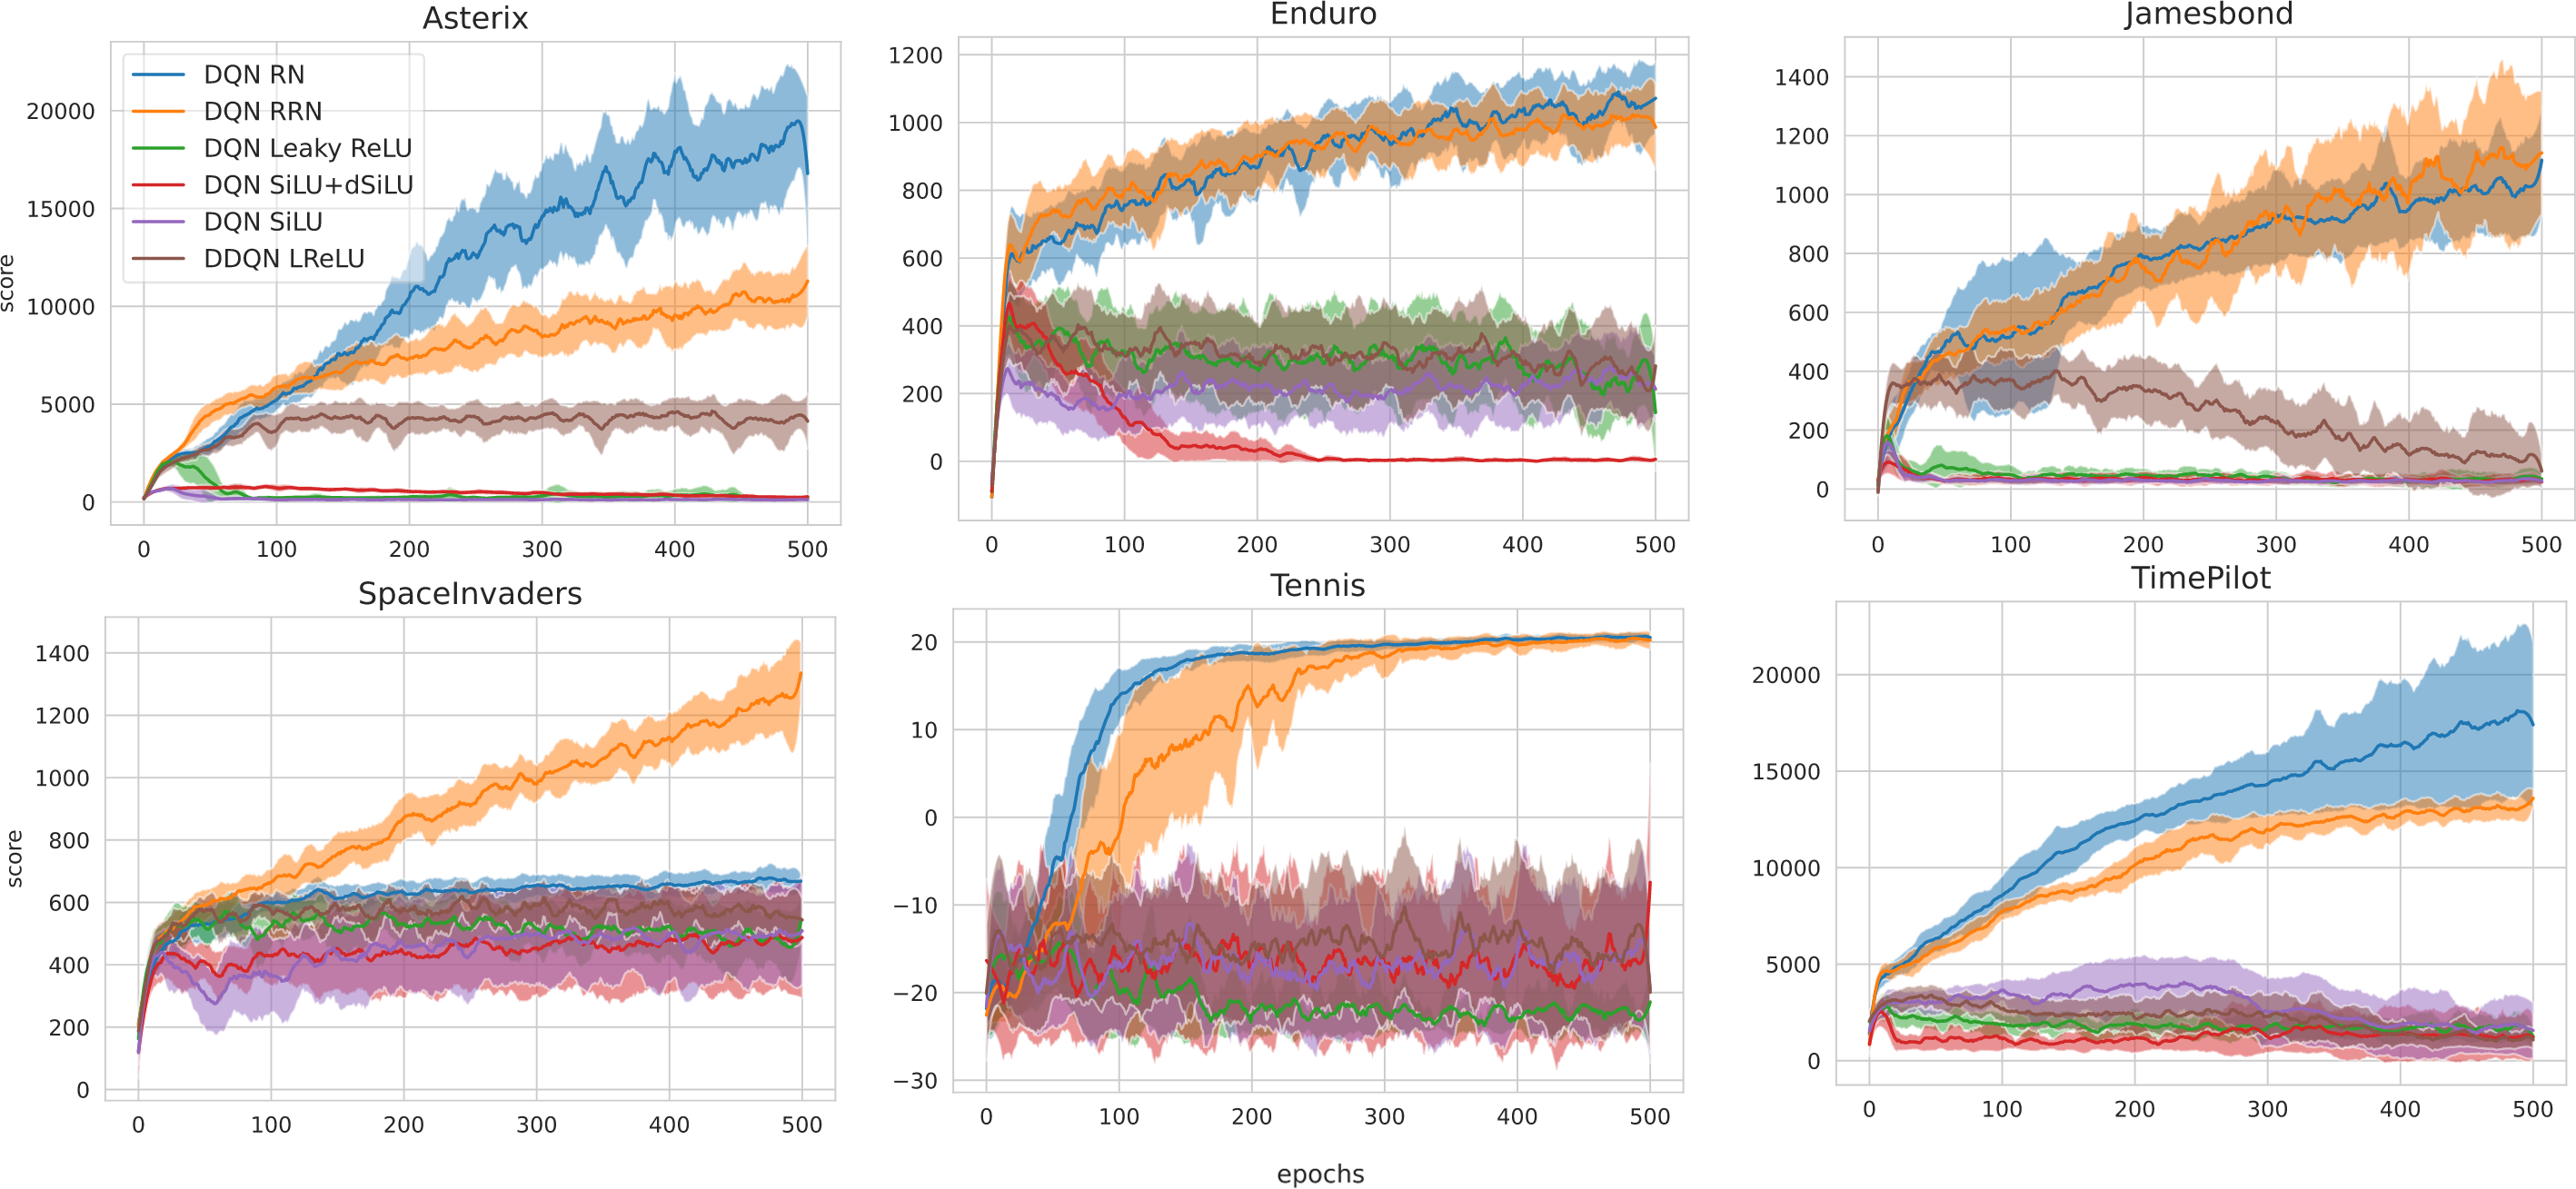 Asterix
score
20000
15000
10000
5000
0
DQN RN
DQN RRN
DQN Leaky ReLU
DQN SiLU+dSiLU
DQN SiLU
DDQN LReLU
0 100 200 300 400 500
Enduro
1200
1000
800
600
400
200
0
0 100 200 300 400 500
Jamesbond
1400
1200
1000
800
600
400
200
0
0 100 200 300 400 500
SpaceInvaders
score
1400
1200
1000
800
600
400
200
0
0 100 200 300 400 500
Tennis
20
10
0
−10
−20
−30
0 100 200 300 400 500
TimePilot
20000
15000
10000
5000
0
0 100 200 300 400 500
epochs